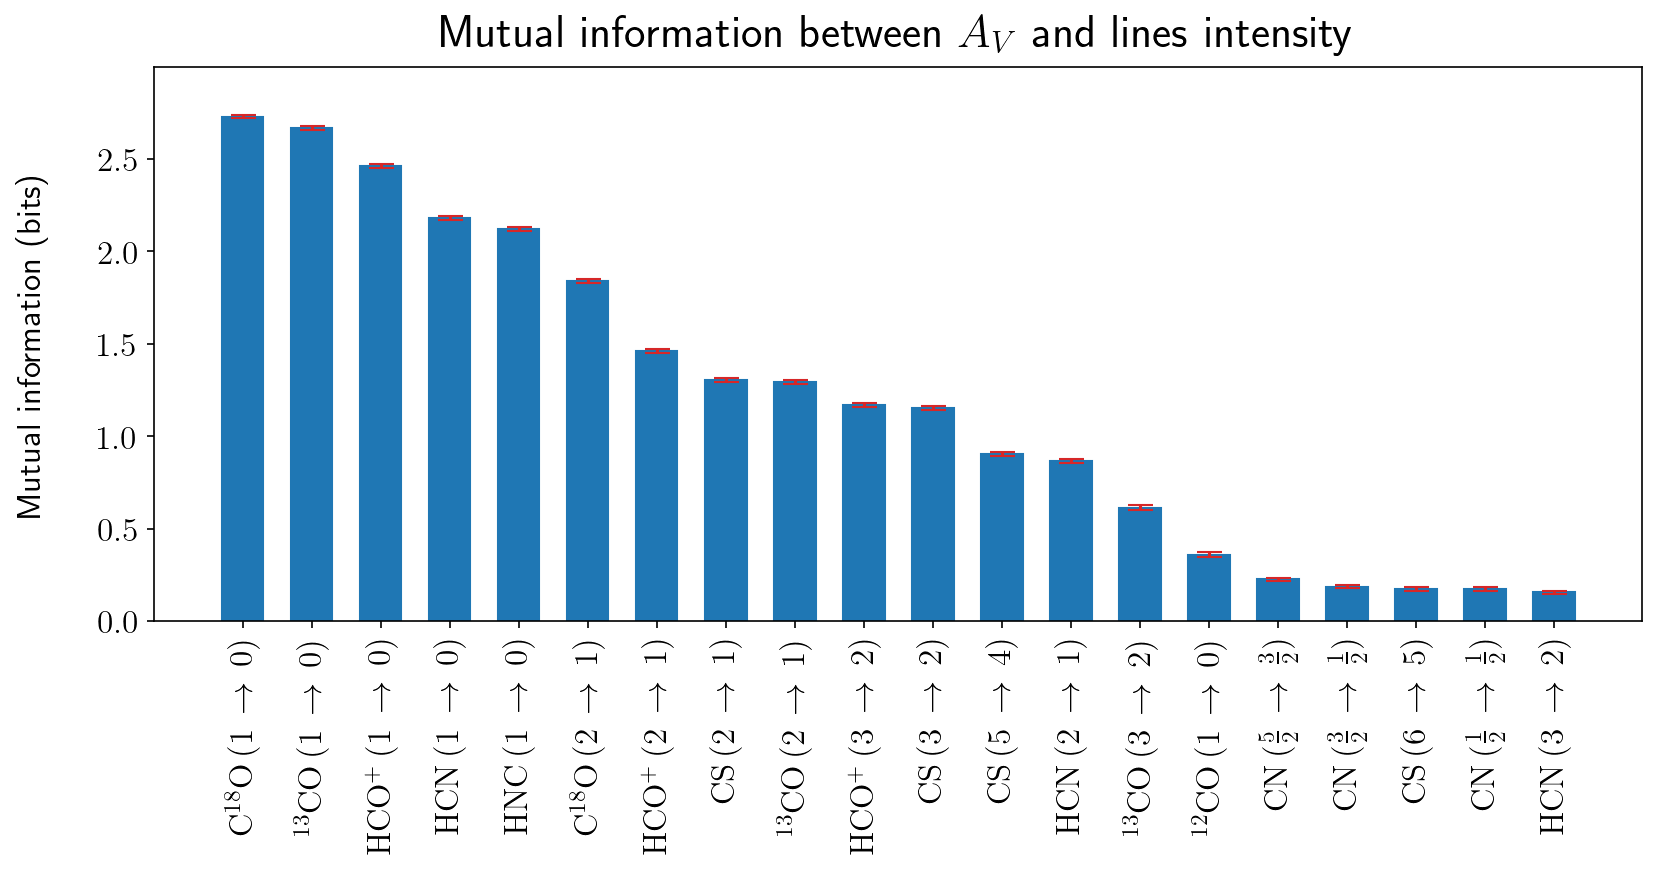 Mutual information between A_V and lines intensity
Mutual information (bits)
2.5
2.0
1.5
1.0
0.5
0.0
C¹⁸O (1 → 0)
¹³CO (1 → 0)
HCO⁺ (1 → 0)
HCN (1 → 0)
HNC (1 → 0)
C¹⁸O (2 → 1)
HCO⁺ (2 → 1)
CS (2 → 1)
¹³CO (2 → 1)
HCO⁺ (3 → 2)
CS (3 → 2)
CS (5 → 4)
HCN (2 → 1)
¹³CO (3 → 2)
¹²CO (1 → 0)
CN (5/2 → 3/2)
CN (3/2 → 1/2)
CS (6 → 5)
CN (1/2 → 1/2)
HCN (3 → 2)